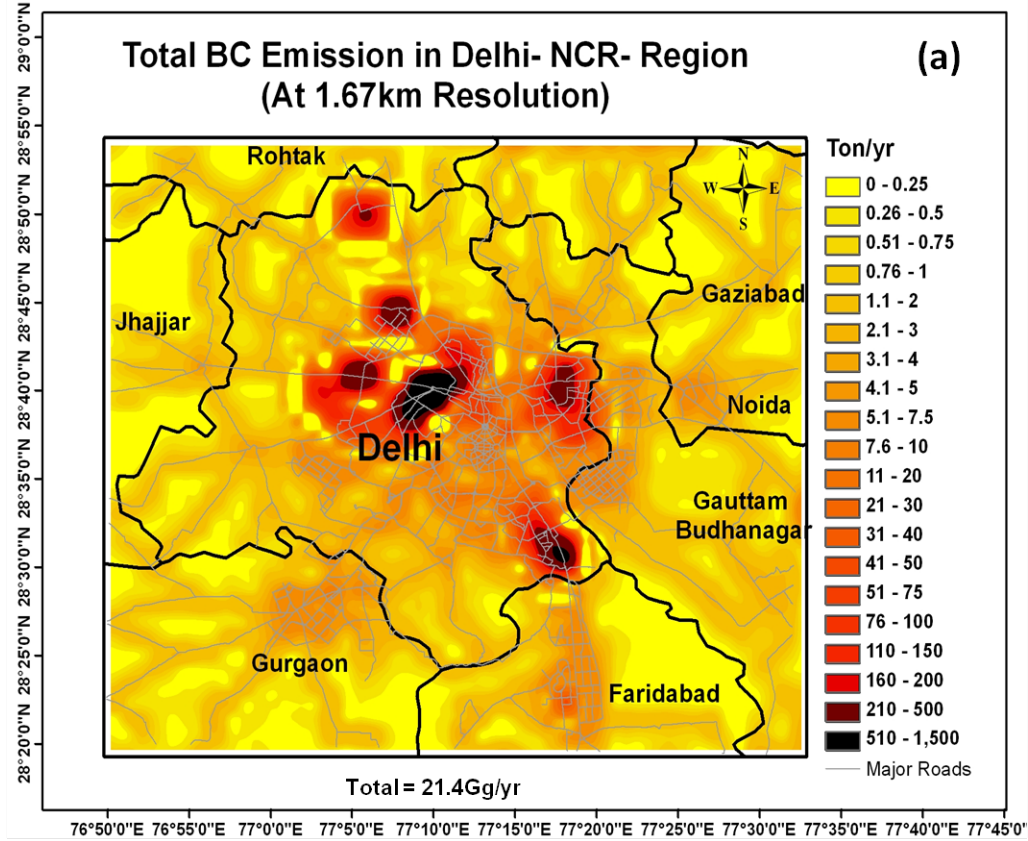 Total BC Emission in Delhi- NCR- Region
(a)
(At 1.67km Resolution)
Rohtak
N
W
E
S
Gaziabad
Jhajjar
Noida
Delhi
Gauttam
Budhanagar
Gurgaon
Faridabad
Total = 21.4Gg/yr
Ton/yr
0 - 0.25
0.26 - 0.5
0.51 - 0.75
0.76 - 1
1.1 - 2
2.1 - 3
3.1 - 4
4.1 - 5
5.1 - 7.5
7.6 - 10
11 - 20
21 - 30
31 - 40
41 - 50
51 - 75
76 - 100
110 - 150
160 - 200
210 - 500
510 - 1,500
Major Roads
29°0'0"N
28°55'0"N
28°50'0"N
28°45'0"N
28°40'0"N
28°35'0"N
28°30'0"N
28°25'0"N
28°20'0"N
76°50'0"E
76°55'0"E
77°0'0"E
77°5'0"E
77°10'0"E
77°15'0"E
77°20'0"E
77°25'0"E
77°30'0"E
77°35'0"E
77°40'0"E
77°45'0"E